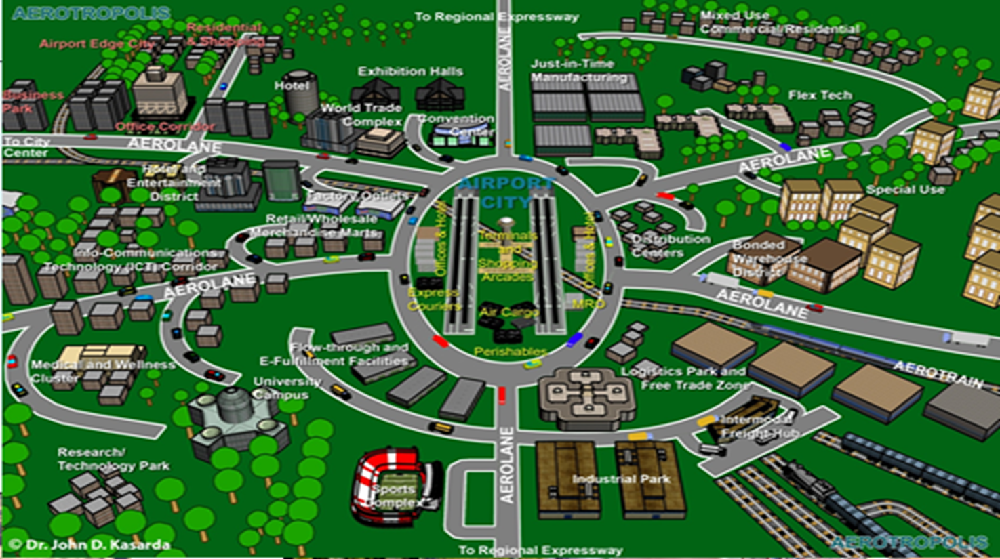 AEROTROPOLIS
To Regional Expressway
Mixed Use
Commercial/Residential
Residential
& Shopping
Airport Edge City
Business
Park
Office Corridor
Hotel
Exhibition Halls
World Trade
Complex
Convention
Center
AEROLANE
Just-in-Time
Manufacturing
Flex Tech
To City
Center
AEROLANE
AEROLANE
Hotel and
Entertainment
District
Factory Outlets
AIRPORT
CITY
Special Use
Retail/Wholesale
Merchandise Marts
Info-Communications
Technology (ICT) Corridor
AEROLANE
Offices & Hotel
Terminals
and
Shopping
Arcades
Offices & Hotel
Distribution
Centers
Bonded
Warehouse
District
AEROLANE
Express
Couriers
Air Cargo
MRO
Perishables
Flow-through and
E-Fulfillment Facilities
Medical and Wellness
Cluster
University
Campus
Logistics Park and
Free Trade Zone
AEROTRAIN
Intermodal
Freight Hub
Research/
Technology Park
AEROLANE
Sports
Complex
Industrial Park
© Dr. John D. Kasarda
To Regional Expressway
AEROTROPOLIS